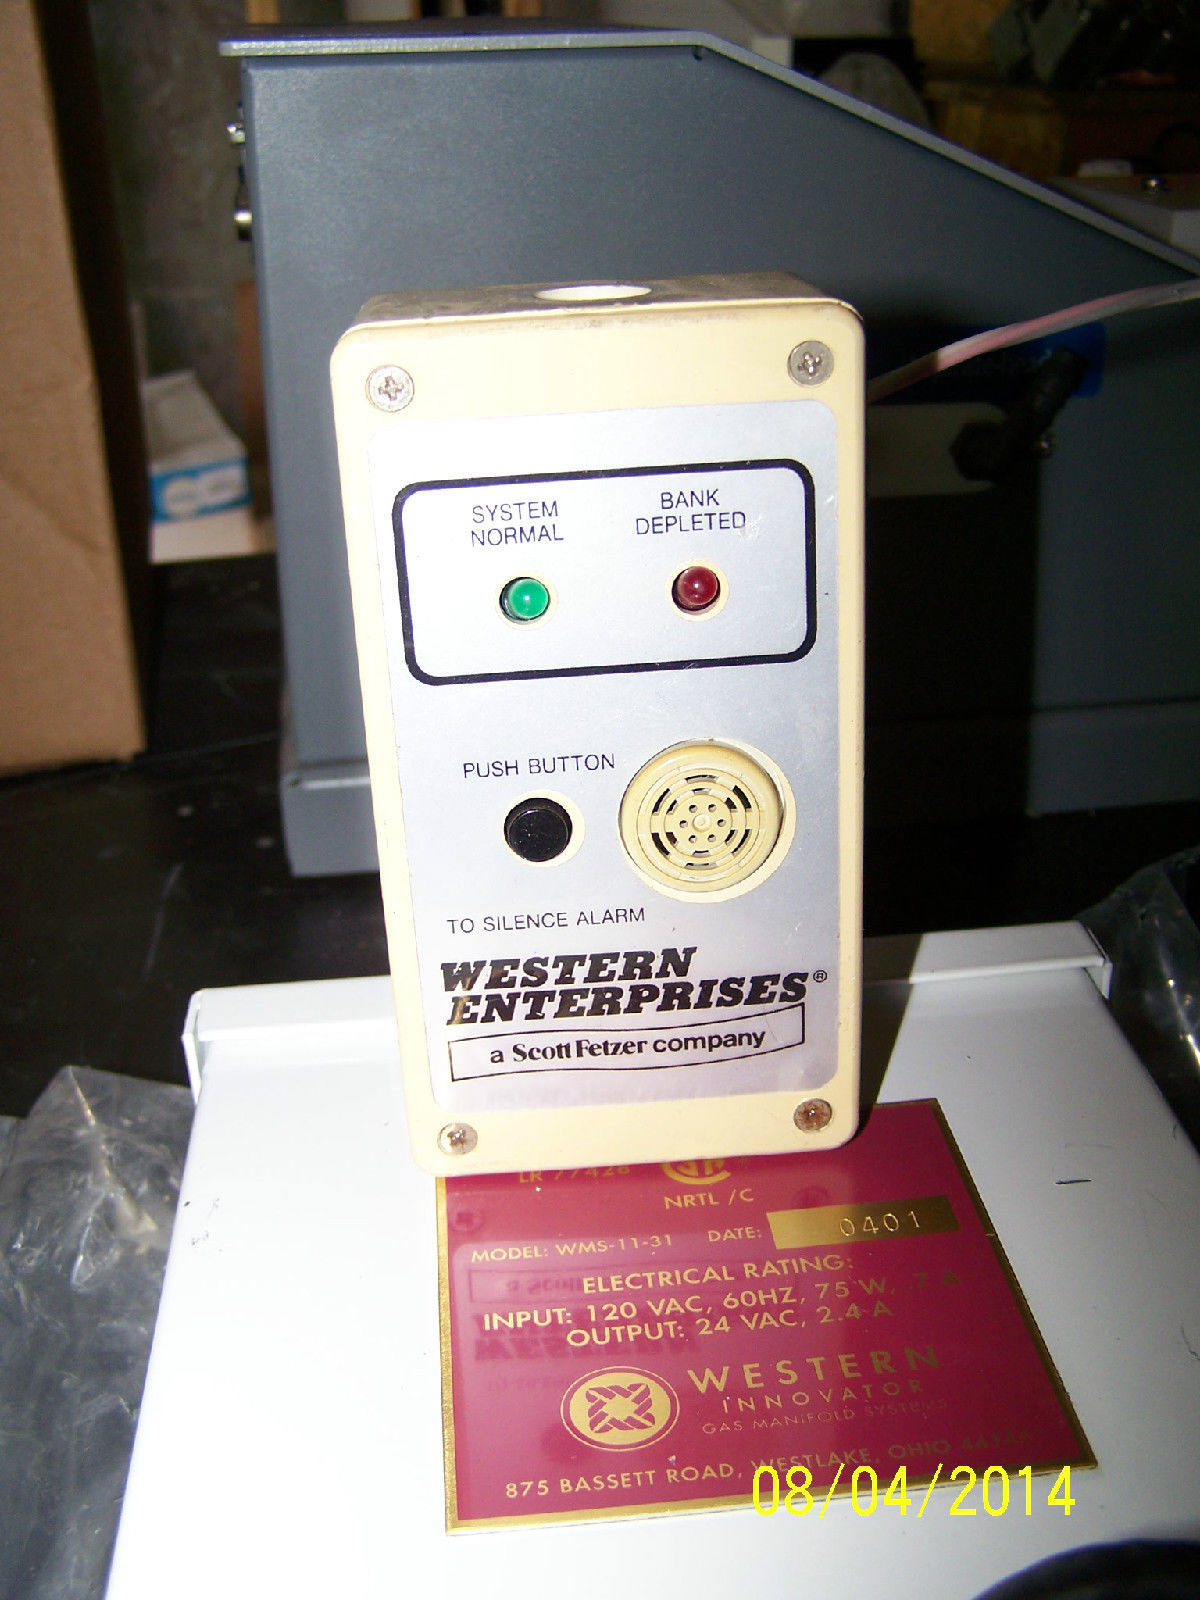 SYSTEM
NORMAL
BANK
DEPLETED
PUSH BUTTON
TO SILENCE ALARM
WESTERN
ENTERPRISES®
a Scott Fetzer company
LR 77428
NRTL /C
MODEL: WMS-11-31 DATE: 0401
ELECTRICAL RATING:
INPUT: 120 VAC, 60HZ, 75 W, .7 A
OUTPUT: 24 VAC, 2.4 A
WESTERN
INNOVATOR
GAS MANIFOLD SYSTEMS
875 BASSETT ROAD, WESTLAKE, OHIO
08/04/2014